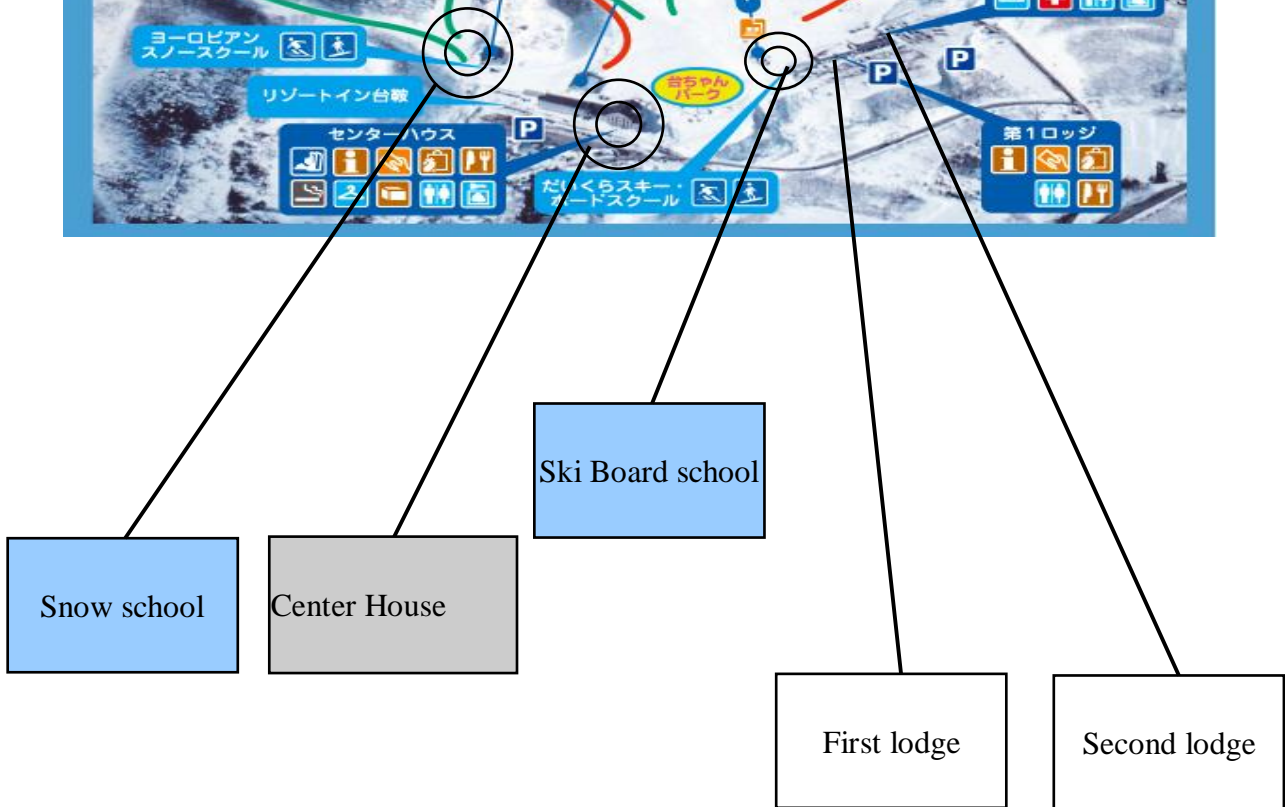 ヨーロピアン
スノースクール
リゾートイン台鞍
センターハウス
P
台ちゃん
パーク
P
P
第1ロッジ
だいくらスキー・
ボードスクール
Ski Board school
Snow school
Center House
First lodge
Second lodge